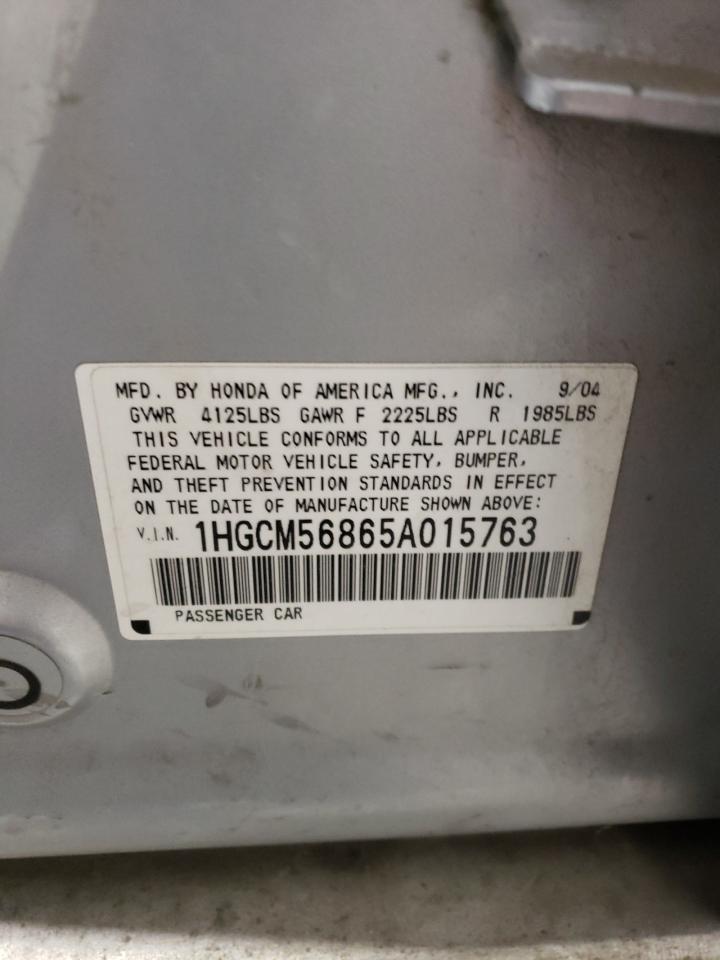 MFD. BY HONDA OF AMERICA MFG., INC. 9/04
GVWR 4125LBS GAWR F 2225LBS R 1985LBS
THIS VEHICLE CONFORMS TO ALL APPLICABLE
FEDERAL MOTOR VEHICLE SAFETY, BUMPER,
AND THEFT PREVENTION STANDARDS IN EFFECT
ON THE DATE OF MANUFACTURE SHOWN ABOVE:
V.I.N. 1HGCM56865A015763
PASSENGER CAR